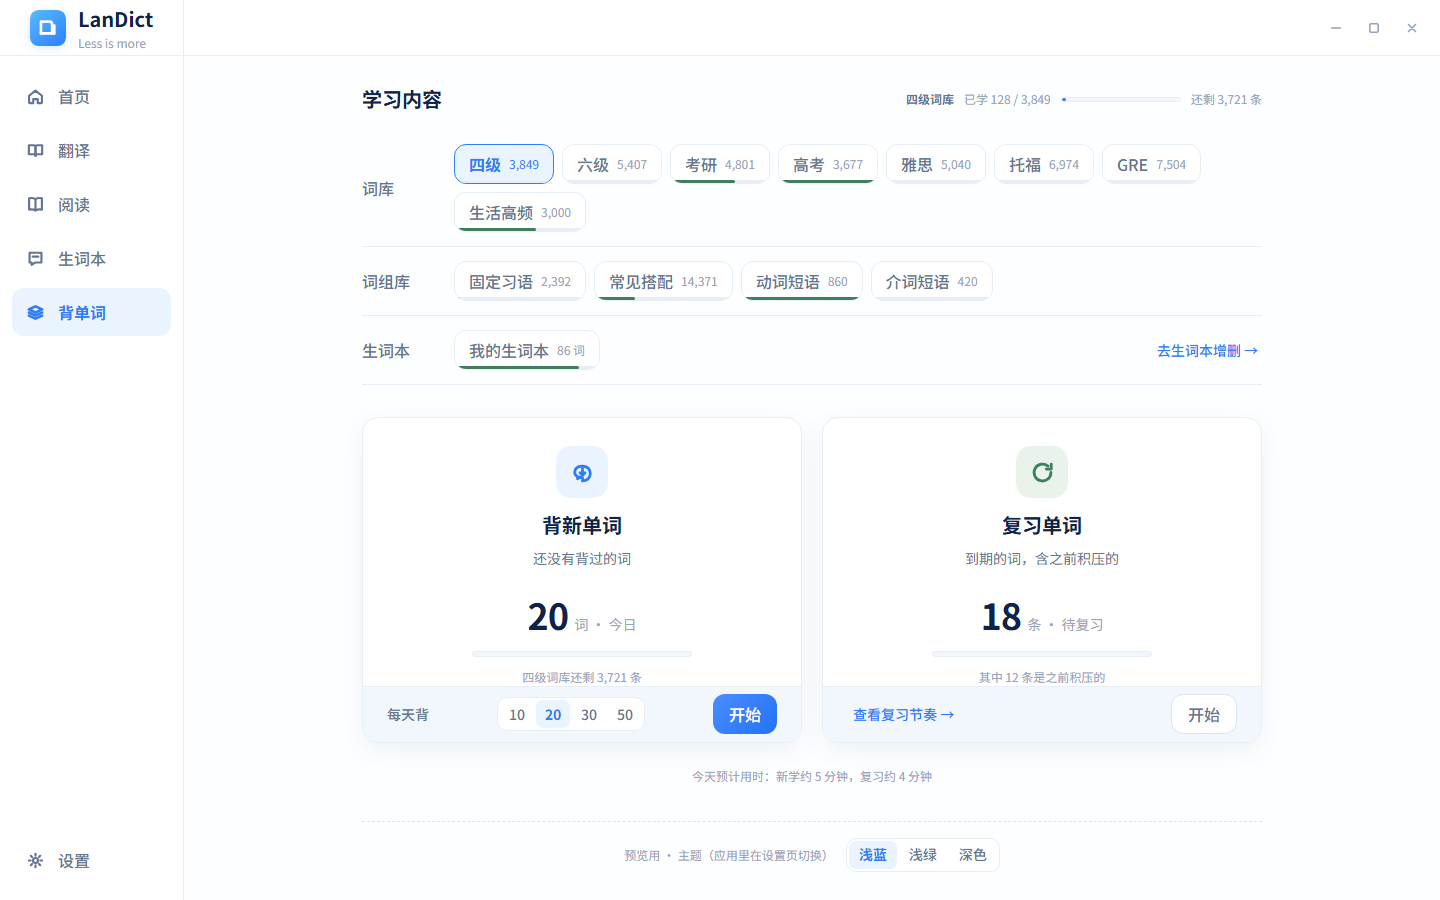 LanDict
Less is more
首页
翻译
阅读
生词本
背单词
设置
学习内容
四级词库 已学 128 / 3,849 还剩 3,721 条
词库
四级 3,849 六级 5,407 考研 4,801 高考 3,677 雅思 5,040 托福 6,974 GRE 7,504
生活高频 3,000
词组库
固定习语 2,392 常见搭配 14,371 动词短语 860 介词短语 420
生词本
我的生词本 86 词
去生词本增删 →
背新单词
还没有背过的词
20 词 · 今日
四级词库还剩 3,721 条
每天背 10 20 30 50 开始
复习单词
到期的词，含之前积压的
18 条 · 待复习
其中 12 条是之前积压的
查看复习节奏 → 开始
今天预计用时：新学约 5 分钟，复习约 4 分钟
预览用 · 主题（应用里在设置页切换） 浅蓝 浅绿 深色